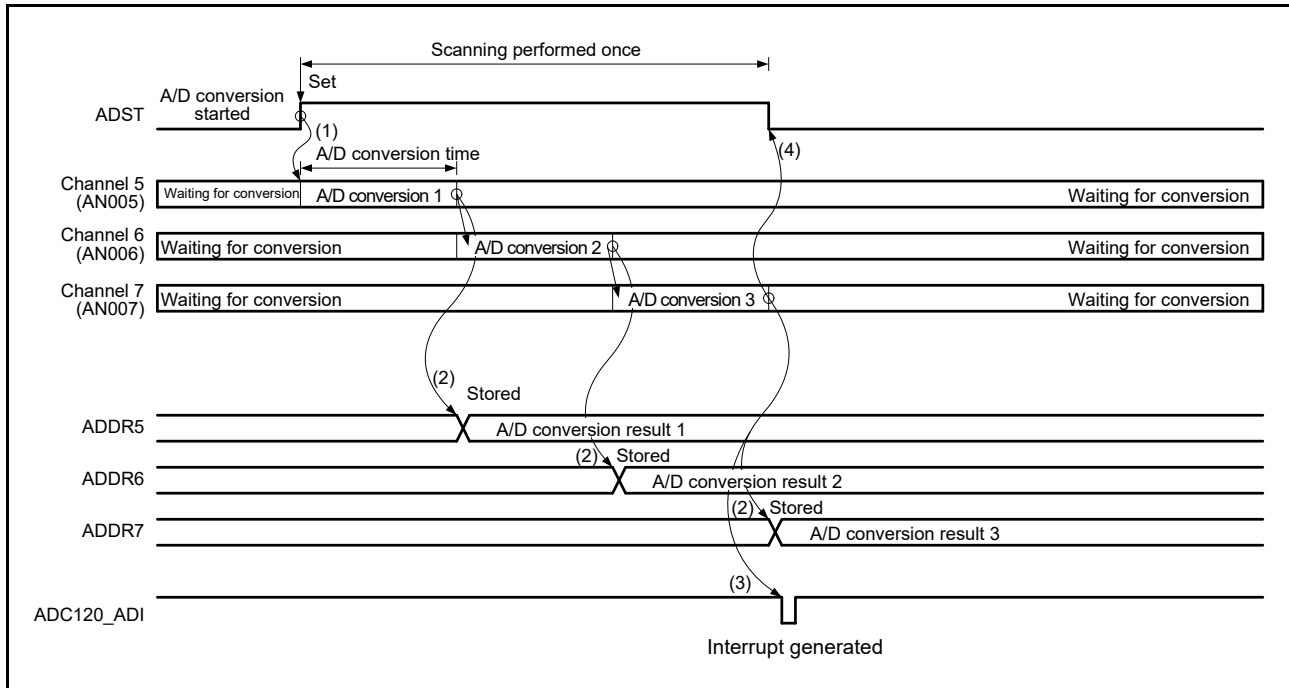 Scanning performed once
Set
A/D conversion
started
ADST
(1)
(4)
A/D conversion time
Channel 5
(AN005)
Waiting for conversion
A/D conversion 1
Waiting for conversion
Channel 6
(AN006)
Waiting for conversion
A/D conversion 2
Waiting for conversion
Channel 7
(AN007)
Waiting for conversion
A/D conversion 3
Waiting for conversion
(2)
Stored
ADDR5
A/D conversion result 1
(2)
Stored
ADDR6
A/D conversion result 2
(2)
Stored
ADDR7
A/D conversion result 3
(3)
ADC120_ADI
Interrupt generated